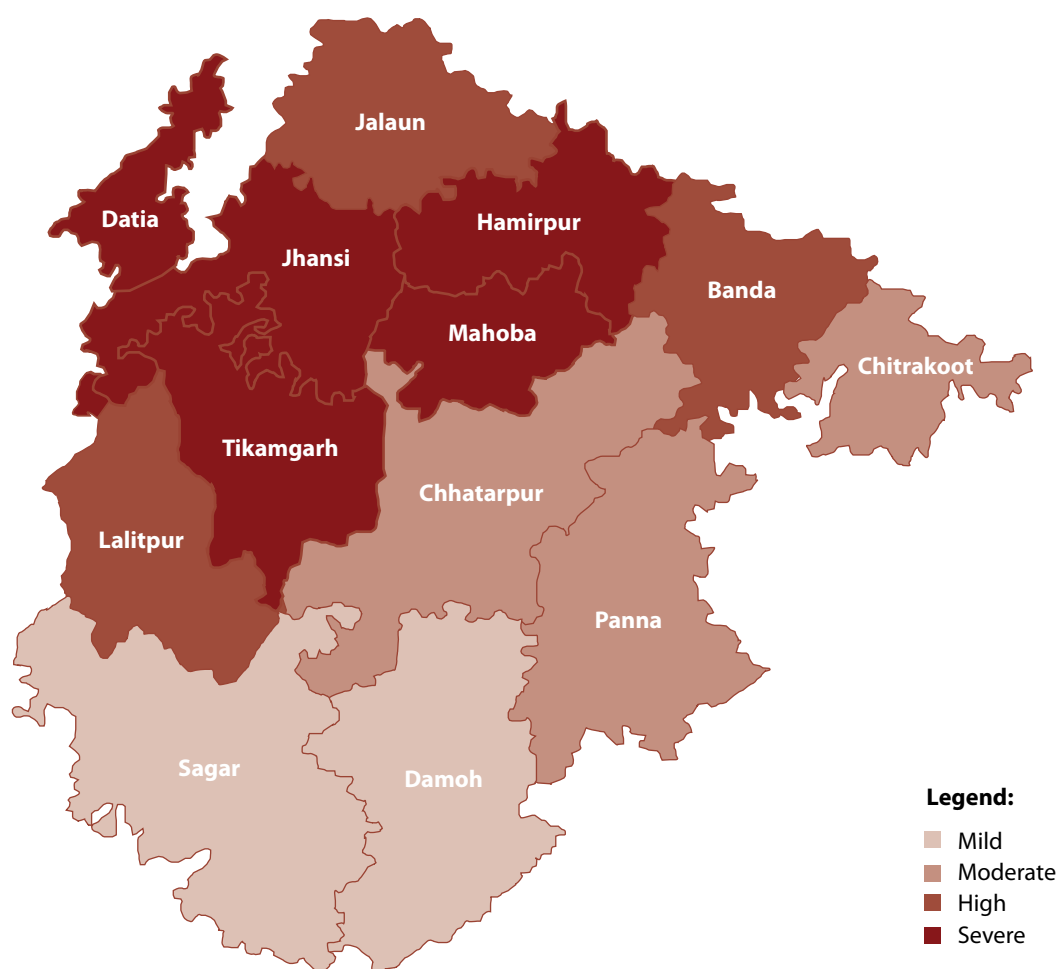 Jalaun
Datia
Hamirpur
Jhansi
Banda
Mahoba
Chitrakoot
Tikamgarh
Chhatarpur
Lalitpur
Panna
Sagar
Damoh
Legend:
Mild
Moderate
High
Severe